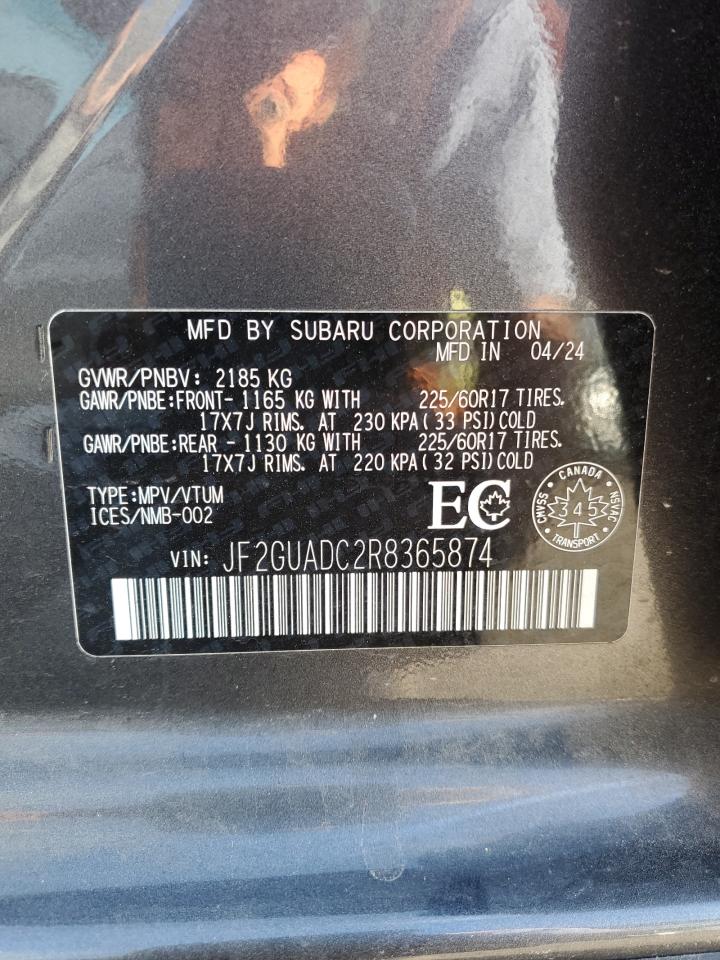 MFD BY SUBARU CORPORATION
MFD IN 04/24
GVWR/PNBV: 2185 KG
GAWR/PNBE:FRONT- 1165 KG WITH 225/60R17 TIRES.
17X7J RIMS. AT 230 KPA(33 PSI)COLD
GAWR/PNBE:REAR - 1130 KG WITH 225/60R17 TIRES.
17X7J RIMS. AT 220 KPA(32 PSI)COLD
TYPE:MPV/VTUM
ICES/NMB-002
EC
CANADA
CMVSS 345 NSVAC
TRANSPORT
VIN: JF2GUADC2R8365874